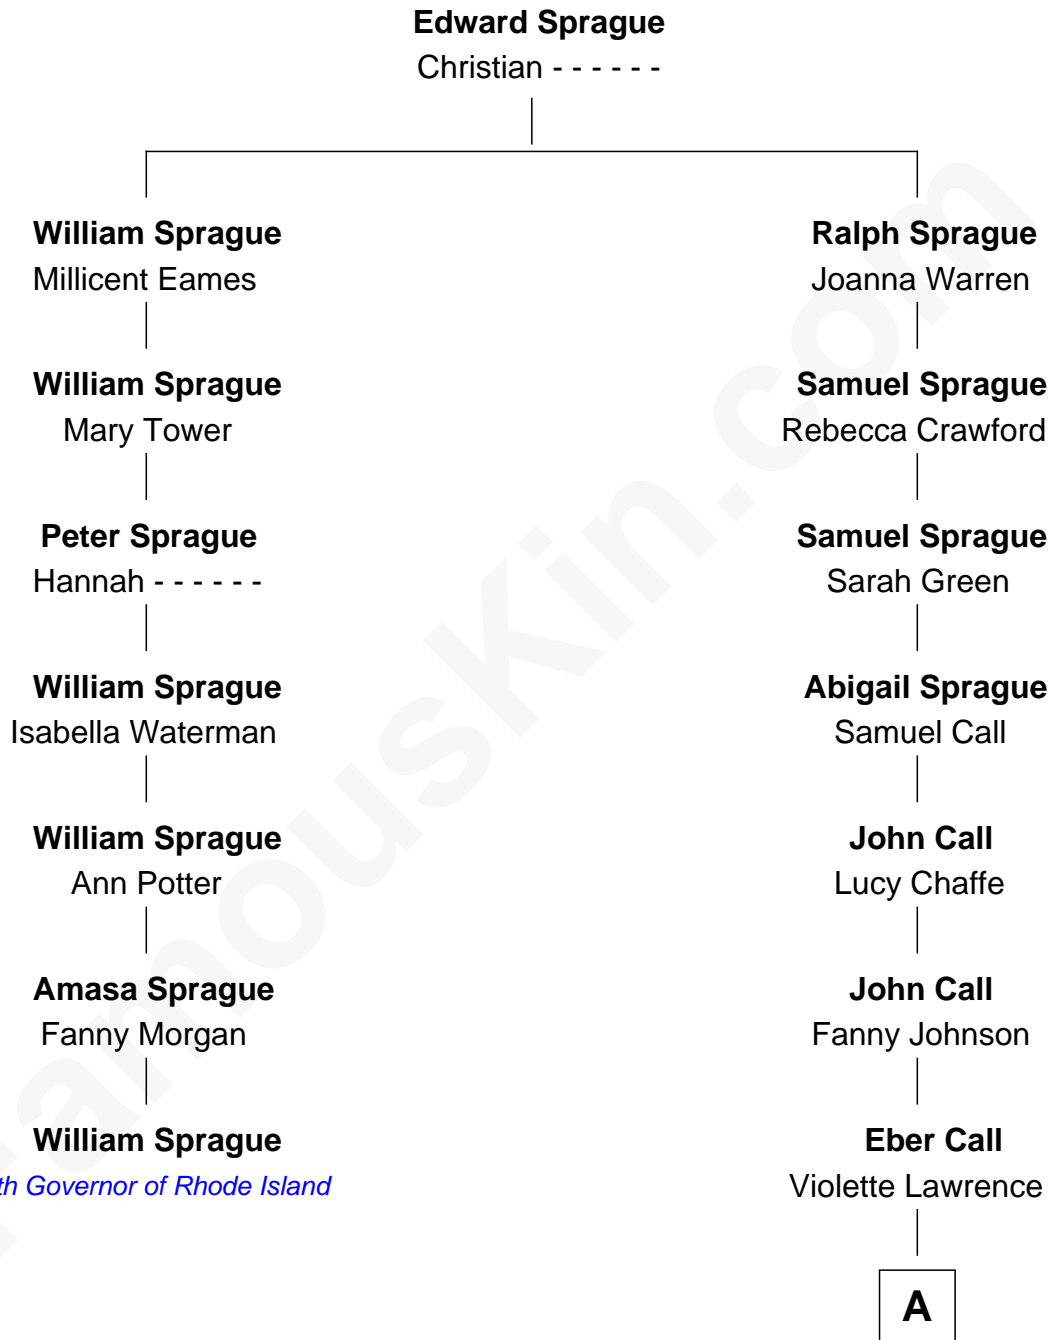 Edward Sprague
Christian - - - - - -
William Sprague
Millicent Eames
Ralph Sprague
Joanna Warren
William Sprague
Mary Tower
Samuel Sprague
Rebecca Crawford
Peter Sprague
Hannah - - - - - -
Samuel Sprague
Sarah Green
William Sprague
Isabella Waterman
Abigail Sprague
Samuel Call
William Sprague
Ann Potter
John Call
Lucy Chaffe
Amasa Sprague
Fanny Morgan
John Call
Fanny Johnson
William Sprague
th Governor of Rhode Island
Eber Call
Violette Lawrence
A
FamousKin.com